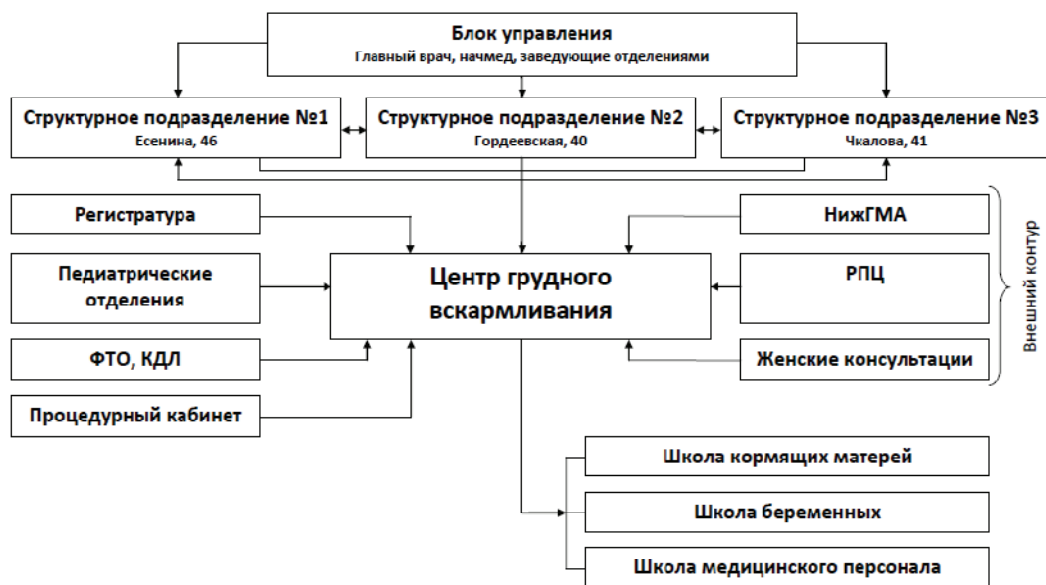 Блок управления
Главный врач, начмед, заведующие отделениями
Структурное подразделение №1
Есенина, 46
Структурное подразделение №2
Гордеевская, 40
Структурное подразделение №3
Чкалова, 41
Регистратура
НижГМА
Педиатрические
отделения
Центр грудного
вскармливания
РПЦ
Внешний контур
ФТО, КДЛ
Женские консультации
Процедурный кабинет
Школа кормящих матерей
Школа беременных
Школа медицинского персонала